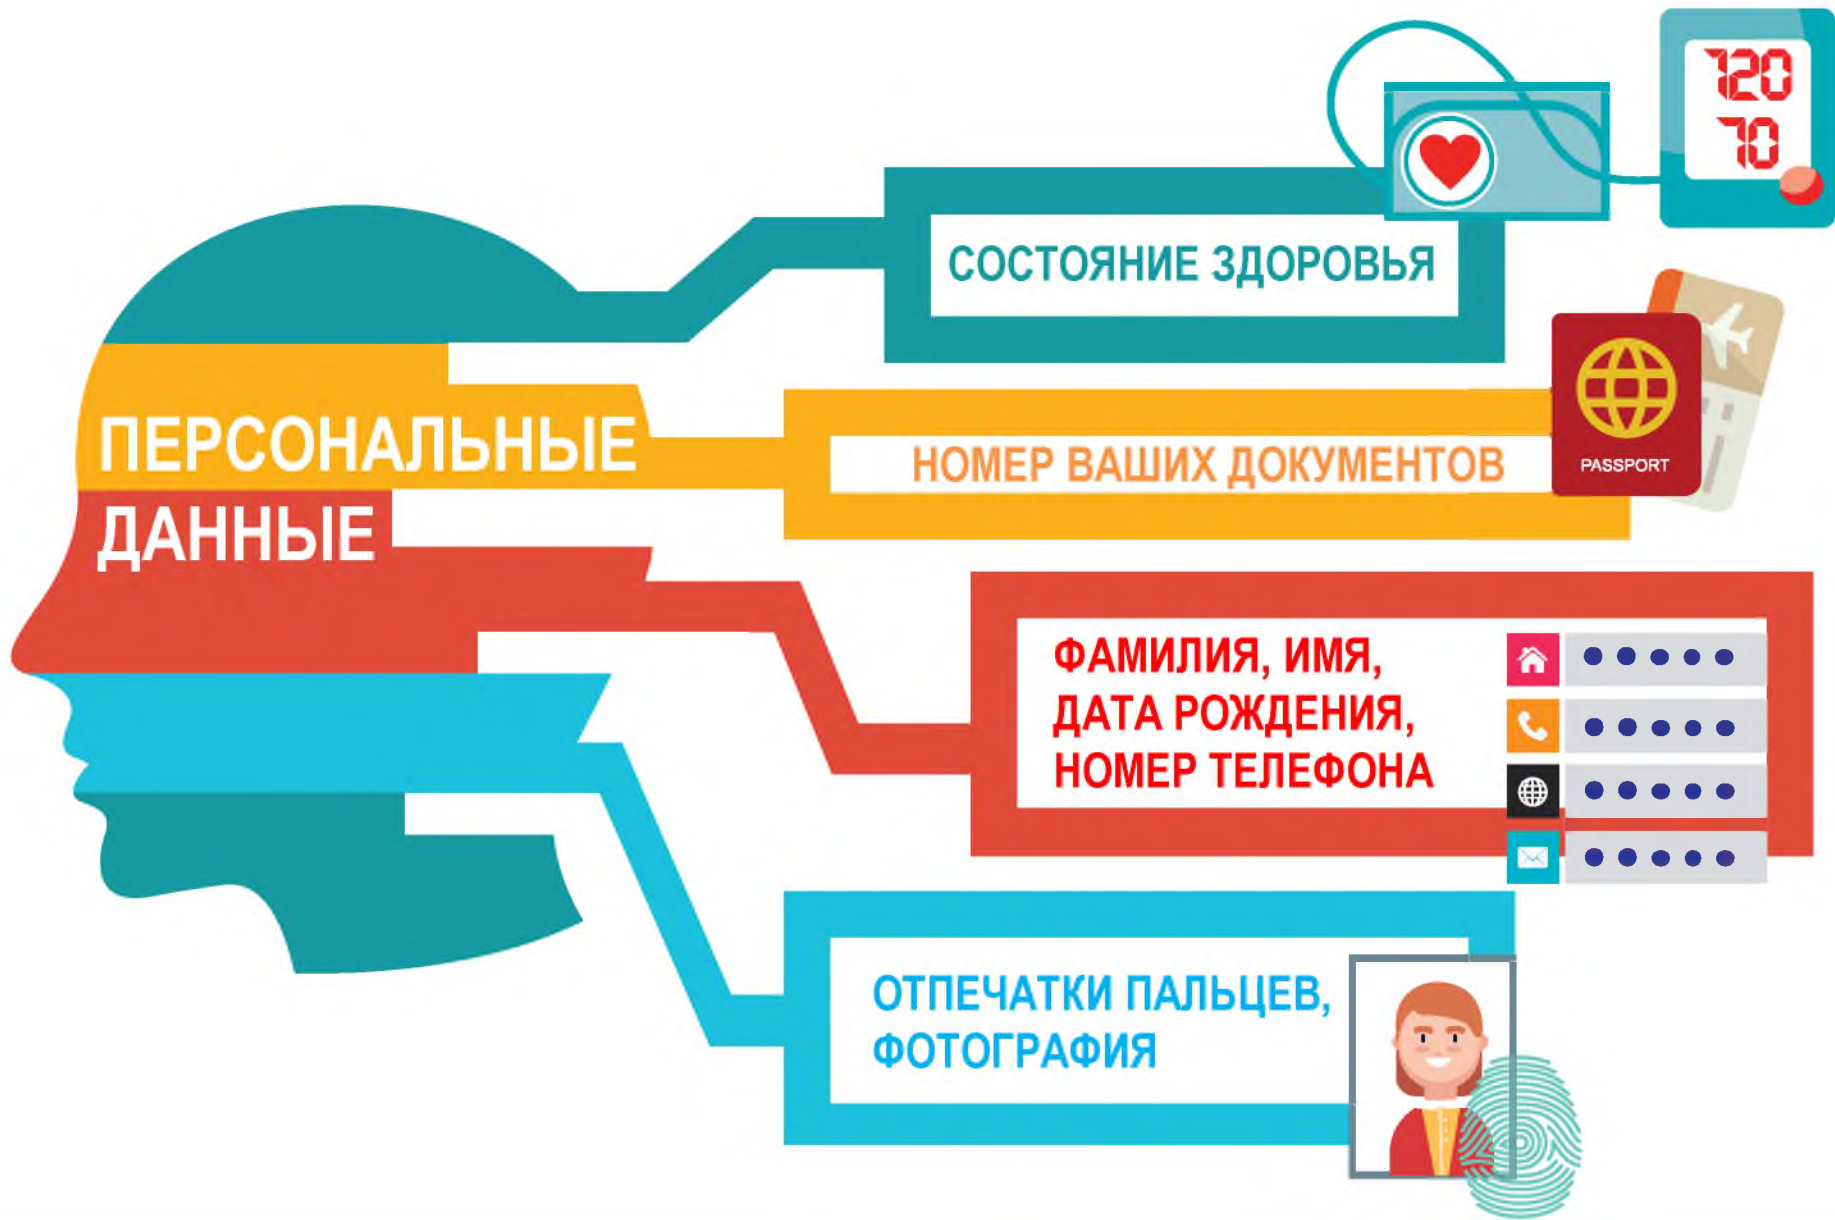 120
70
СОСТОЯНИЕ ЗДОРОВЬЯ
ПЕРСОНАЛЬНЫЕ
ДАННЫЕ
НОМЕР ВАШИХ ДОКУМЕНТОВ
PASSPORT
ФАМИЛИЯ, ИМЯ,
ДАТА РОЖДЕНИЯ,
НОМЕР ТЕЛЕФОНА
ОТПЕЧАТКИ ПАЛЬЦЕВ,
ФОТОГРАФИЯ